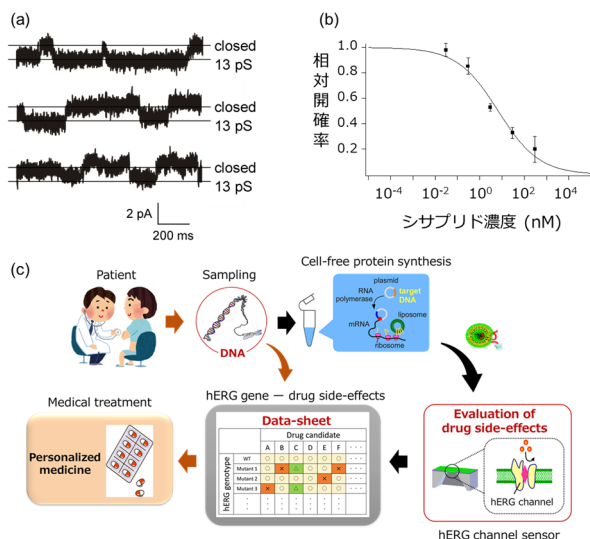 (a)
closed
13 pS
closed
13 pS
closed
13 pS
2 pA
200 ms
(b)
相対開確率
1.0
0.8
0.6
0.4
0.2
10-4 10-2 100 102 104
シサプリド濃度 (nM)
(c)
Patient
Sampling
DNA
Cell-free protein synthesis
plasmid
RNA polymerase
target DNA
liposome
mRNA
ribosome
Medical treatment
Personalized medicine
hERG gene — drug side-effects
Data-sheet
Drug candidate
A B C D E F ・・・
hERG genotype
WT ○ ○ ○ ○ ○ ○ ・・・
Mutant 1 ○ × △ ○ ○ × ・・・
Mutant 2 ○ ○ ○ ○ × ○ ・・・
Mutant 3 × ○ △ ○ ○ ○ ・・・
Evaluation of drug side-effects
hERG channel
hERG channel sensor